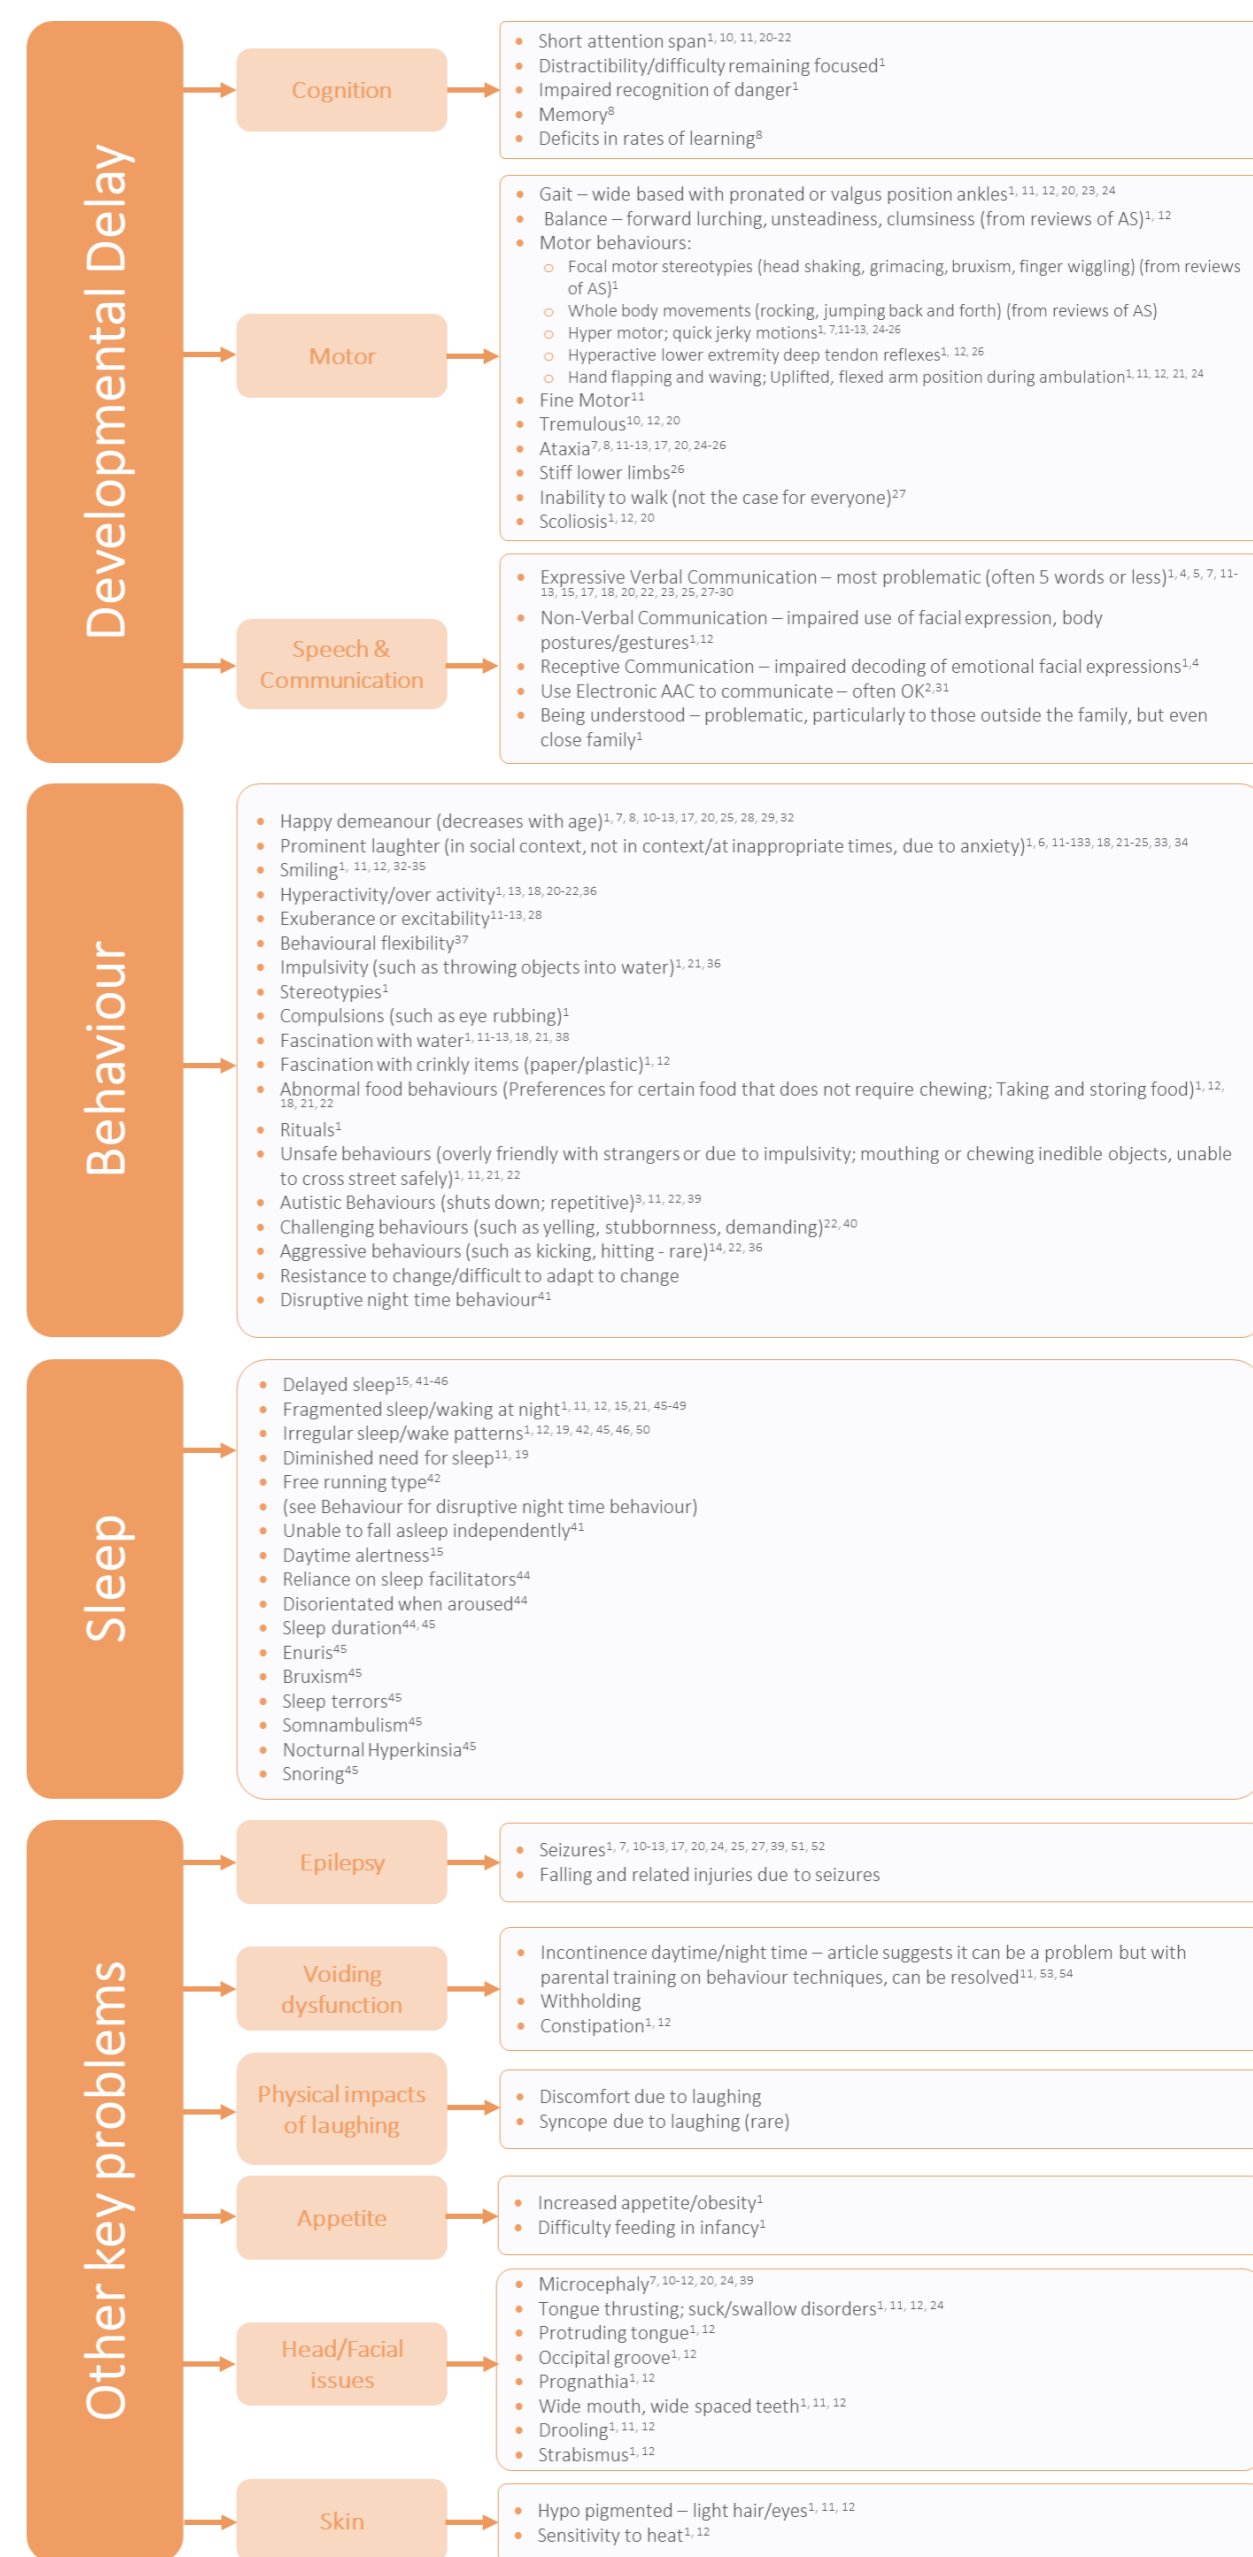 Developmental Delay
Cognition
• Short attention span1, 10, 11, 20-22
• Distractibility/difficulty remaining focused1
• Impaired recognition of danger1
• Memory8
• Deficits in rates of learning8
Motor
• Gait – wide based with pronated or valgus position ankles1, 11, 12, 20, 23, 24
• Balance – forward lurching, unsteadiness, clumsiness (from reviews of AS)1, 12
• Motor behaviours:
o Focal motor stereotypies (head shaking, grimacing, bruxism, finger wiggling) (from reviews
of AS)1
o Whole body movements (rocking, jumping back and forth) (from reviews of AS)
o Hyper motor; quick jerky motions1, 7,11-13, 24-26
o Hyperactive lower extremity deep tendon reflexes1, 12, 26
o Hand flapping and waving; Uplifted, flexed arm position during ambulation1, 11, 12, 21, 24
• Fine Motor11
• Tremulous10, 12, 20
• Ataxia7, 8, 11-13, 17, 20, 24-26
• Stiff lower limbs26
• Inability to walk (not the case for everyone)27
• Scoliosis1, 12, 20
Speech &
Communication
• Expressive Verbal Communication – most problematic (often 5 words or less)1, 4, 5, 7, 11-
13, 15, 17, 18, 20, 22, 23, 25, 27-30
• Non-Verbal Communication – impaired use of facial expression, body
postures/gestures1,12
• Receptive Communication – impaired decoding of emotional facial expressions1,4
• Use Electronic AAC to communicate – often OK2,31
• Being understood – problematic, particularly to those outside the family, but even
close family1
Behaviour
• Happy demeanour (decreases with age)1, 7, 8, 10-13, 17, 20, 25, 28, 29, 32
• Prominent laughter (in social context, not in context/at inappropriate times, due to anxiety)1, 6, 11-133, 18, 21-25, 33, 34
• Smiling1, 11, 12, 32-35
• Hyperactivity/over activity1, 13, 18, 20-22,36
• Exuberance or excitability11-13, 28
• Behavioural flexibility37
• Impulsivity (such as throwing objects into water)1, 21, 36
• Stereotypies1
• Compulsions (such as eye rubbing)1
• Fascination with water1, 11-13, 18, 21, 38
• Fascination with crinkly items (paper/plastic)1, 12
• Abnormal food behaviours (Preferences for certain food that does not require chewing; Taking and storing food)1, 12,
18, 21, 22
• Rituals1
• Unsafe behaviours (overly friendly with strangers or due to impulsivity; mouthing or chewing inedible objects, unable
to cross street safely)1, 11, 21, 22
• Autistic Behaviours (shuts down; repetitive)3, 11, 22, 39
• Challenging behaviours (such as yelling, stubbornness, demanding)22, 40
• Aggressive behaviours (such as kicking, hitting - rare)14, 22, 36
• Resistance to change/difficult to adapt to change
• Disruptive night time behaviour41
Sleep
• Delayed sleep15, 41-46
• Fragmented sleep/waking at night1, 11, 12, 15, 21, 45-49
• Irregular sleep/wake patterns1, 12, 19, 42, 45, 46, 50
• Diminished need for sleep11, 19
• Free running type42
• (see Behaviour for disruptive night time behaviour)
• Unable to fall asleep independently41
• Daytime alertness15
• Reliance on sleep facilitators44
• Disorientated when aroused44
• Sleep duration44, 45
• Enuris45
• Bruxism45
• Sleep terrors45
• Somnambulism45
• Nocturnal Hyperkinsia45
• Snoring45
Other key problems
Epilepsy
• Seizures1, 7, 10-13, 17, 20, 24, 25, 27, 39, 51, 52
• Falling and related injuries due to seizures
Voiding
dysfunction
• Incontinence daytime/night time – article suggests it can be a problem but with
parental training on behaviour techniques, can be resolved11, 53, 54
• Withholding
• Constipation1, 12
Physical impacts
of laughing
• Discomfort due to laughing
• Syncope due to laughing (rare)
Appetite
• Increased appetite/obesity1
• Difficulty feeding in infancy1
Head/Facial
issues
• Microcephaly7, 10-12, 20, 24, 39
• Tongue thrusting; suck/swallow disorders1, 11, 12, 24
• Protruding tongue1, 12
• Occipital groove1, 12
• Prognathia1, 12
• Wide mouth, wide spaced teeth1, 11, 12
• Drooling1, 11, 12
• Strabismus1, 12
Skin
• Hypo pigmented – light hair/eyes1, 11, 12
• Sensitivity to heat1, 12